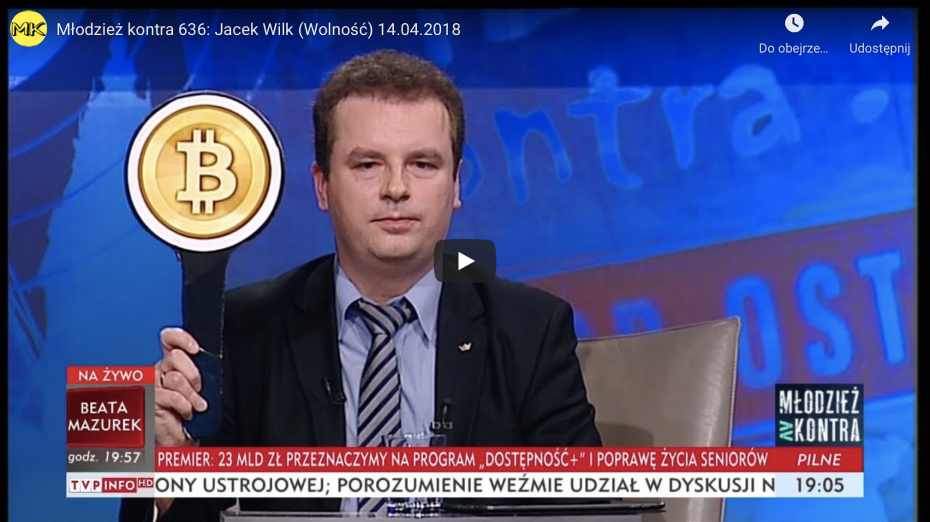 MK Młodzież kontra 636: Jacek Wilk (Wolność) 14.04.2018
Do obejrze...
Udostępnij
kontra
OST
NA ŻYWO
BEATA
MAZUREK
godz. 19:57
MŁODZIEŻ
KONTRA
PREMIER: 23 MLD ZŁ PRZEZNACZYMY NA PROGRAM „DOSTĘPNOŚĆ+" I POPRAWĘ ŻYCIA SENIORÓW
PILNE
TVP INFO HD
ONY USTROJOWEJ; POROZUMIENIE WEŹMIE UDZIAŁ W DYSKUSJI N
19:05